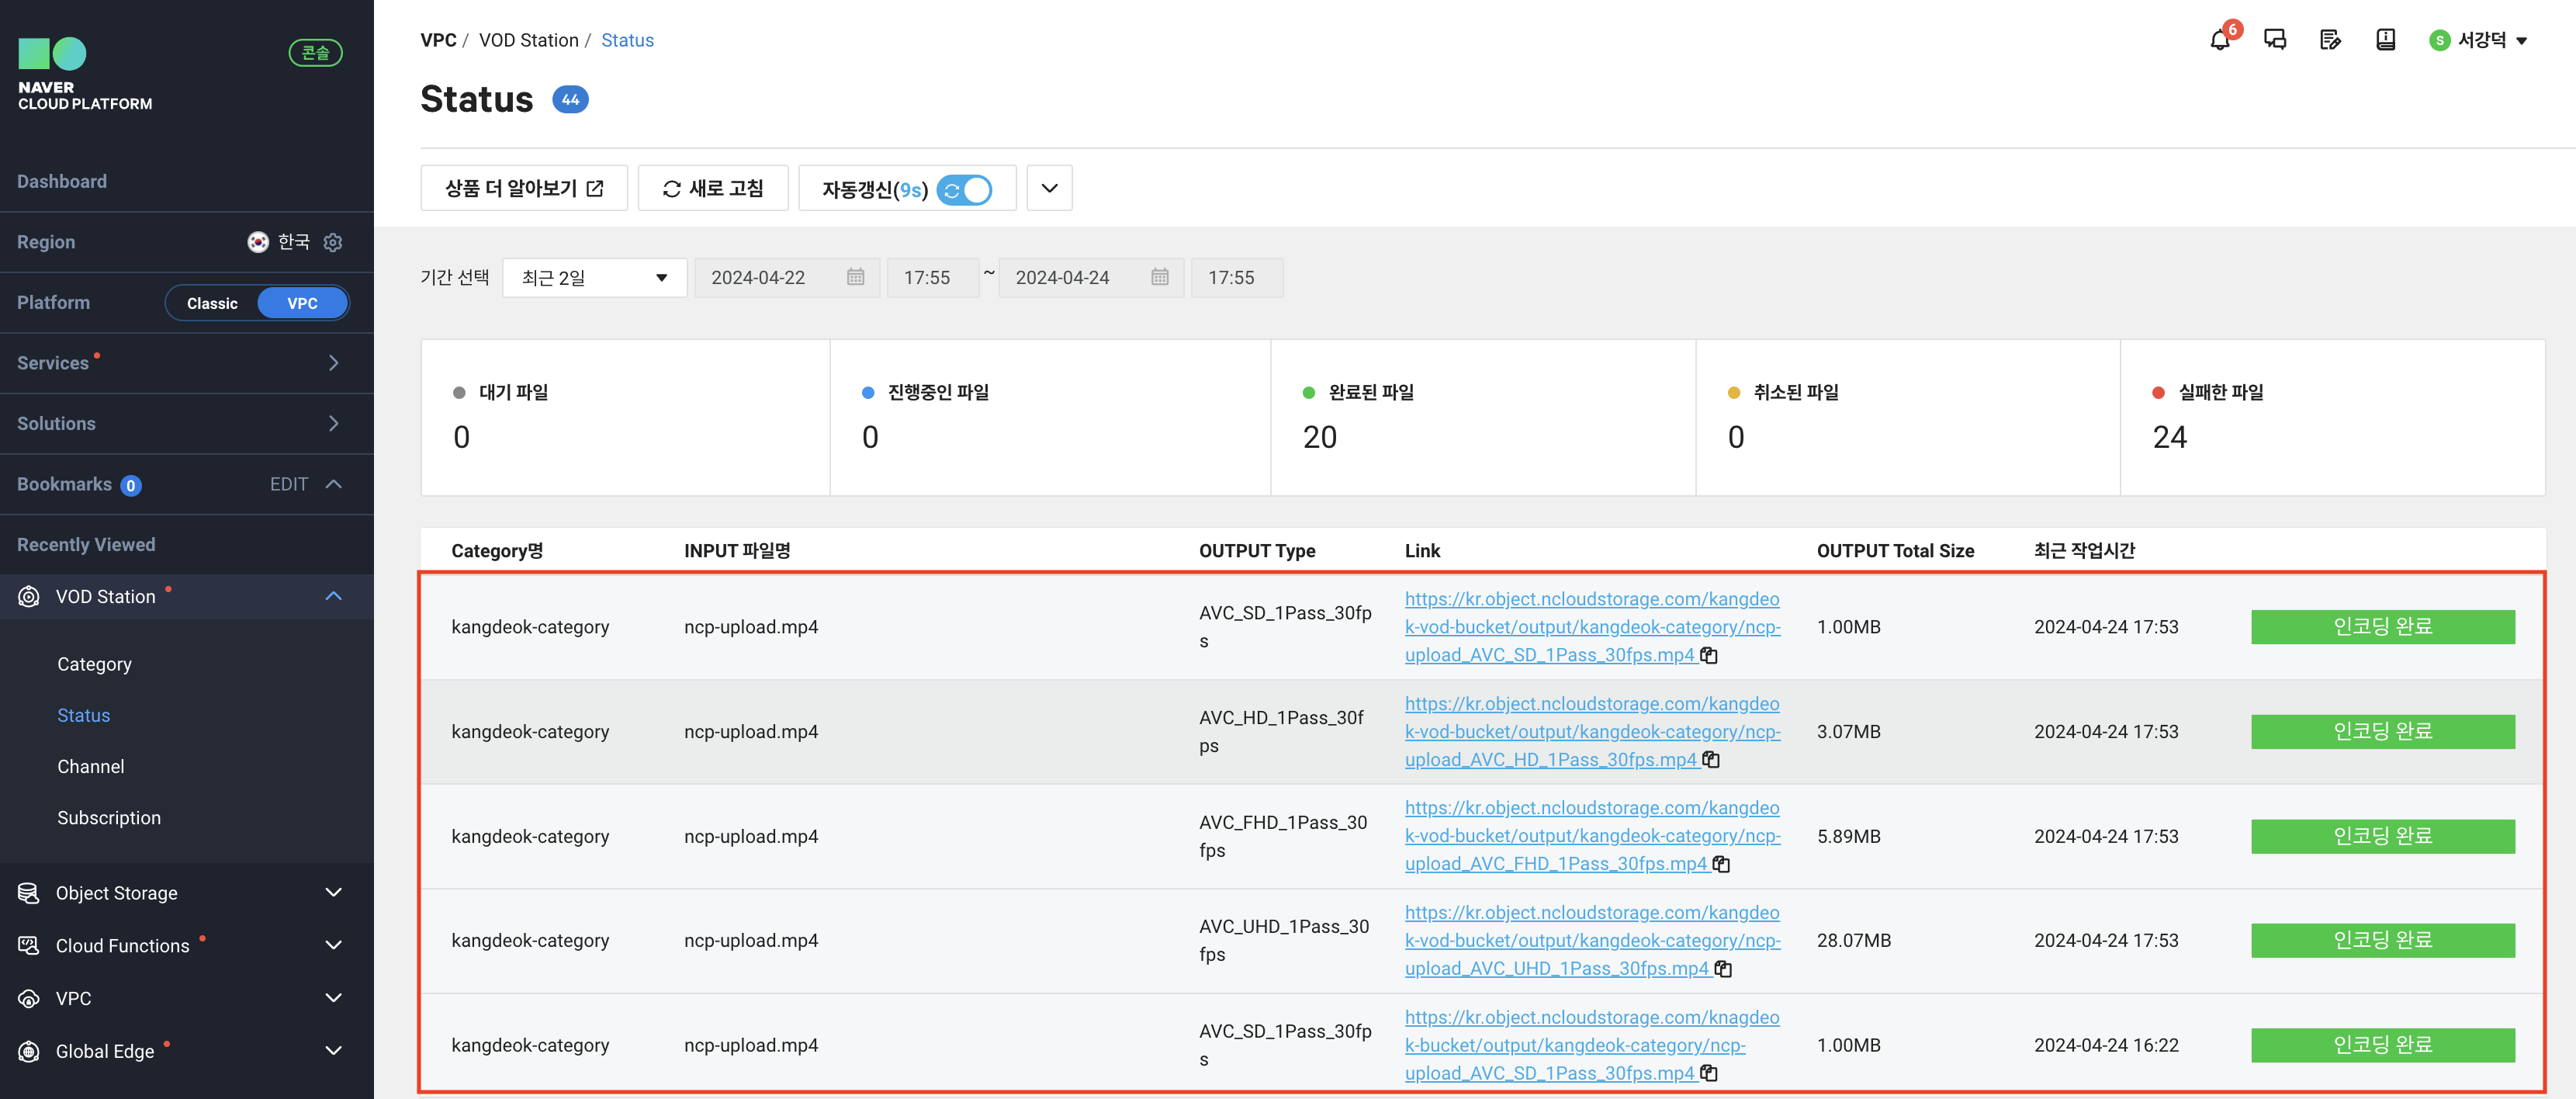 콘솔
NAVER
CLOUD PLATFORM
Dashboard
Region
한국
Platform
Classic
VPC
Services
Solutions
Bookmarks 0
EDIT
Recently Viewed
VOD Station
Category
Status
Channel
Subscription
Object Storage
Cloud Functions
VPC
Global Edge
VPC / VOD Station / Status
6
S 서강덕
Status 44
상품 더 알아보기
새로 고침
자동갱신(9s)
기간 선택
최근 2일
2024-04-22
17:55
~
2024-04-24
17:55
대기 파일
0
진행중인 파일
0
완료된 파일
20
취소된 파일
0
실패한 파일
24
Category명 INPUT 파일명 OUTPUT Type Link OUTPUT Total Size 최근 작업시간
kangdeok-category
ncp-upload.mp4
AVC_SD_1Pass_30fp
s
https://kr.object.ncloudstorage.com/kangdeo
k-vod-bucket/output/kangdeok-category/ncp-
upload_AVC_SD_1Pass_30fps.mp4
1.00MB
2024-04-24 17:53
인코딩 완료
kangdeok-category
ncp-upload.mp4
AVC_HD_1Pass_30f
ps
https://kr.object.ncloudstorage.com/kangdeo
k-vod-bucket/output/kangdeok-category/ncp-
upload_AVC_HD_1Pass_30fps.mp4
3.07MB
2024-04-24 17:53
인코딩 완료
kangdeok-category
ncp-upload.mp4
AVC_FHD_1Pass_30
fps
https://kr.object.ncloudstorage.com/kangdeo
k-vod-bucket/output/kangdeok-category/ncp-
upload_AVC_FHD_1Pass_30fps.mp4
5.89MB
2024-04-24 17:53
인코딩 완료
kangdeok-category
ncp-upload.mp4
AVC_UHD_1Pass_30
fps
https://kr.object.ncloudstorage.com/kangdeo
k-vod-bucket/output/kangdeok-category/ncp-
upload_AVC_UHD_1Pass_30fps.mp4
28.07MB
2024-04-24 17:53
인코딩 완료
kangdeok-category
ncp-upload.mp4
AVC_SD_1Pass_30fp
s
https://kr.object.ncloudstorage.com/knagdeo
k-bucket/output/kangdeok-category/ncp-
upload_AVC_SD_1Pass_30fps.mp4
1.00MB
2024-04-24 16:22
인코딩 완료